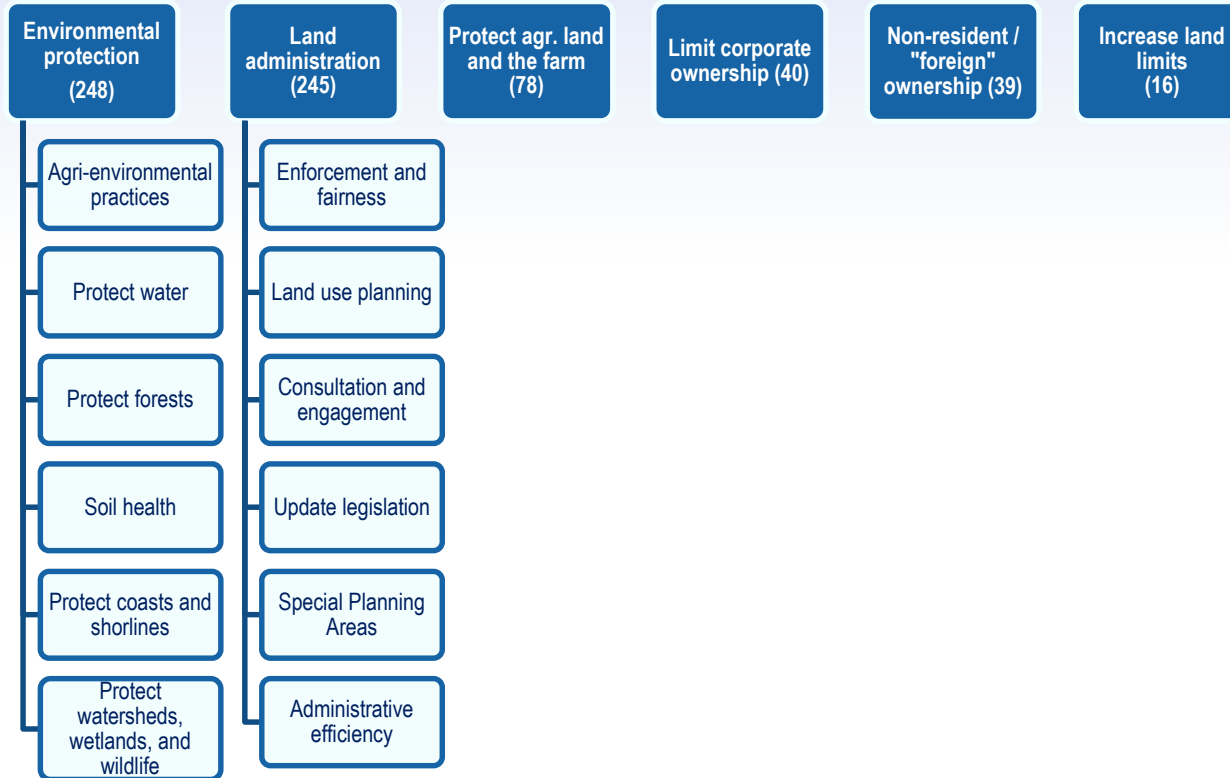 Environmental
protection
(248)
Land
administration
(245)
Protect agr. land
and the farm
(78)
Limit corporate
ownership (40)
Non-resident /
"foreign"
ownership (39)
Increase land
limits
(16)
Agri-environmental
practices
Protect water
Protect forests
Soil health
Protect coasts and
shorlines
Protect
watersheds,
wetlands, and
wildlife
Enforcement and
fairness
Land use planning
Consultation and
engagement
Update legislation
Special Planning
Areas
Administrative
efficiency